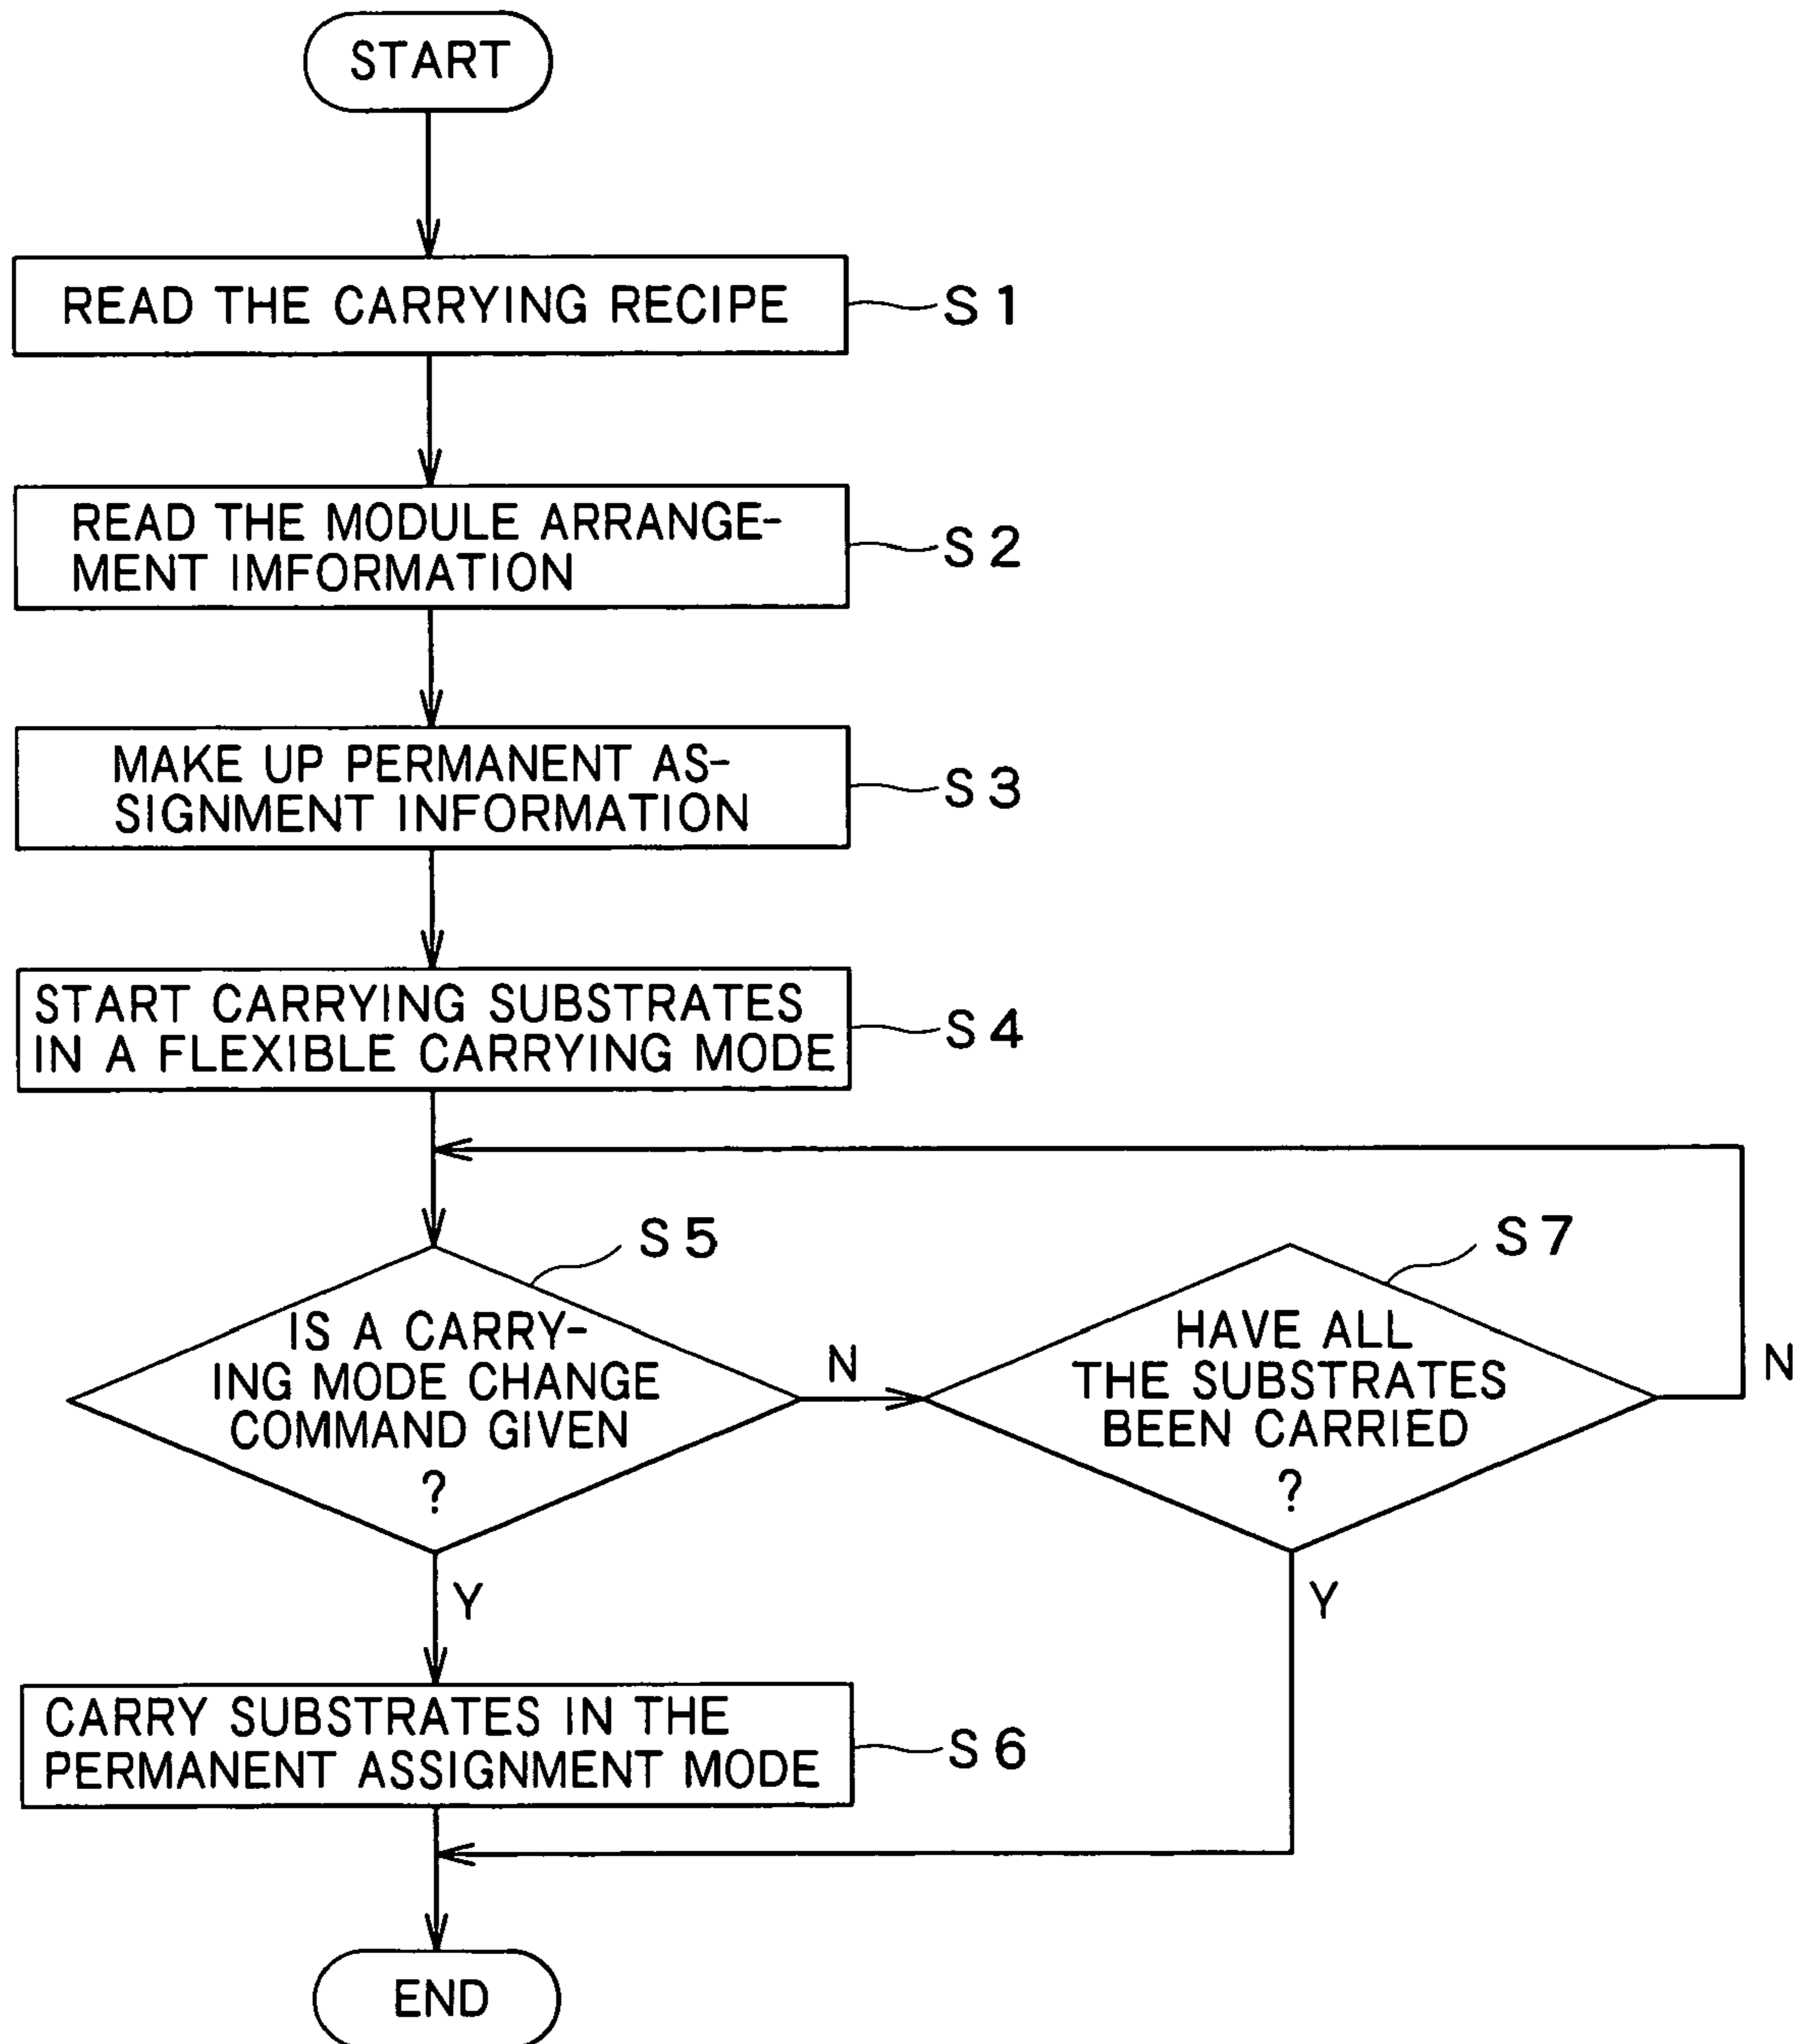 START
READ THE CARRYING RECIPE
S1
READ THE MODULE ARRANGE-
MENT IMFORMATION
S2
MAKE UP PERMANENT AS-
SIGNMENT INFORMATION
S3
START CARRYING SUBSTRATES
IN A FLEXIBLE CARRYING MODE
S4
S5
IS A CARRY-
ING MODE CHANGE
COMMAND GIVEN
?
N
S7
HAVE ALL
THE SUBSTRATES
BEEN CARRIED
?
N
Y
Y
CARRY SUBSTRATES IN THE
PERMANENT ASSIGNMENT MODE
S6
END